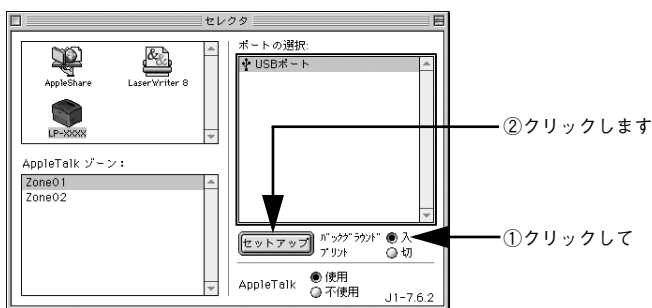 セレクタ
AppleShare
LaserWriter 8
LP-XXXX
AppleTalk ゾーン：
Zone01
Zone02
ポートの選択:
USBポート
セットアップ
ﾊﾞｯｸｸﾞﾗｳﾝﾄﾞ
ﾌﾟﾘﾝﾄ
入
切
AppleTalk
使用
不使用
J1-7.6.2
②クリックします
①クリックして